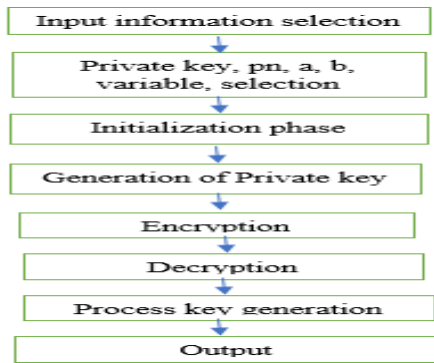 Input information selection
Private key, pn, a, b,
variable, selection
Initialization phase
Generation of Private key
Encryption
Decryption
Process key generation
Output